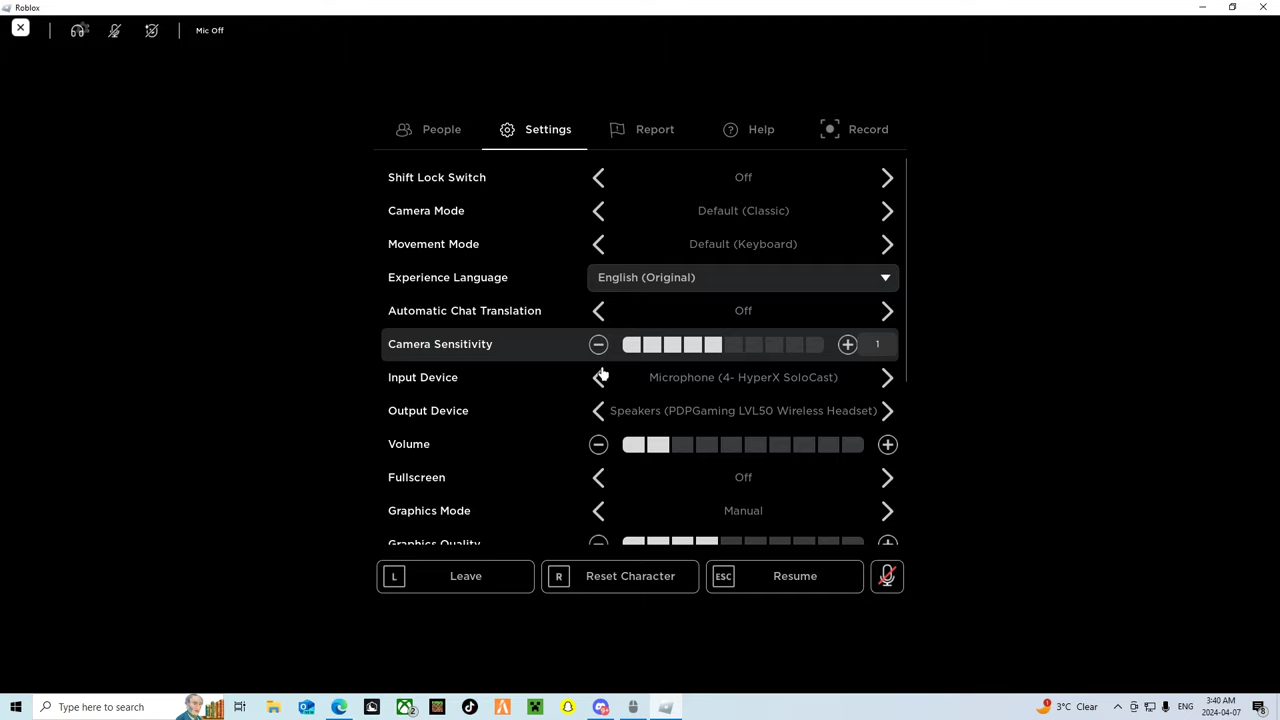 Roblox
Mic Off
People Settings Report Help Record
Shift Lock Switch Off
Camera Mode Default (Classic)
Movement Mode Default (Keyboard)
Experience Language English (Original)
Automatic Chat Translation Off
Camera Sensitivity 1
Input Device Microphone (4- HyperX SoloCast)
Output Device Speakers (PDPGaming LVL50 Wireless Headset)
Volume
Fullscreen Off
Graphics Mode Manual
Graphics Quality
L Leave R Reset Character ESC Resume
Type here to search 3°C Clear ENG 3:40 AM
2024-04-07